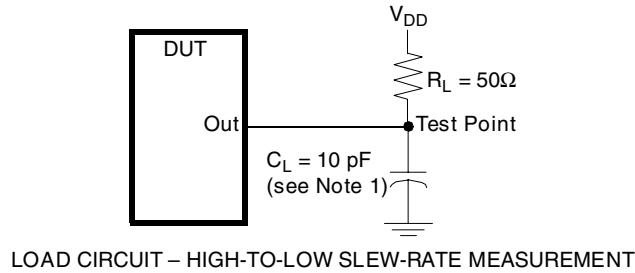 VDD
DUT
RL = 50Ω
Out
Test Point
CL = 10 pF
(see Note 1)
LOAD CIRCUIT – HIGH-TO-LOW SLEW-RATE MEASUREMENT